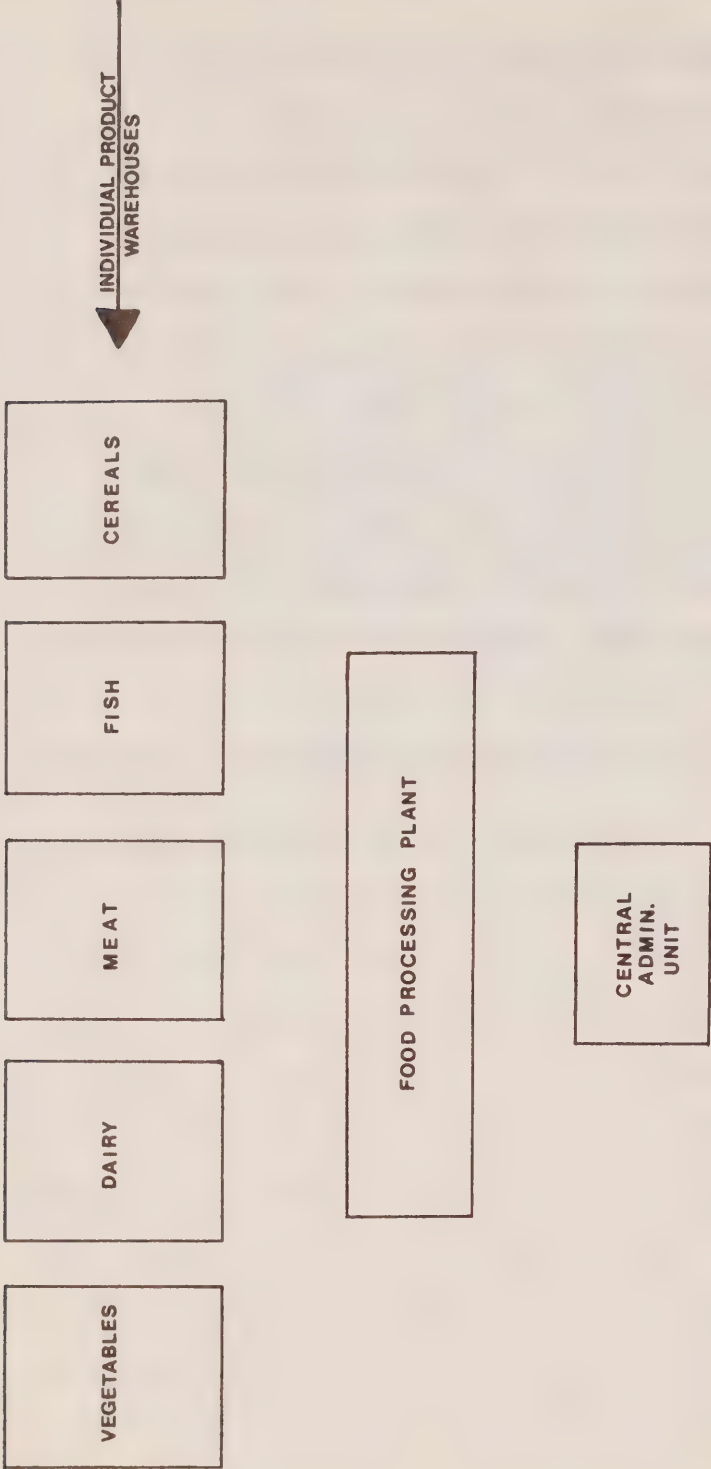 VEGETABLES
DAIRY
MEAT
FISH
CEREALS
INDIVIDUAL PRODUCT
WAREHOUSES
FOOD PROCESSING PLANT
CENTRAL
ADMIN.
UNIT